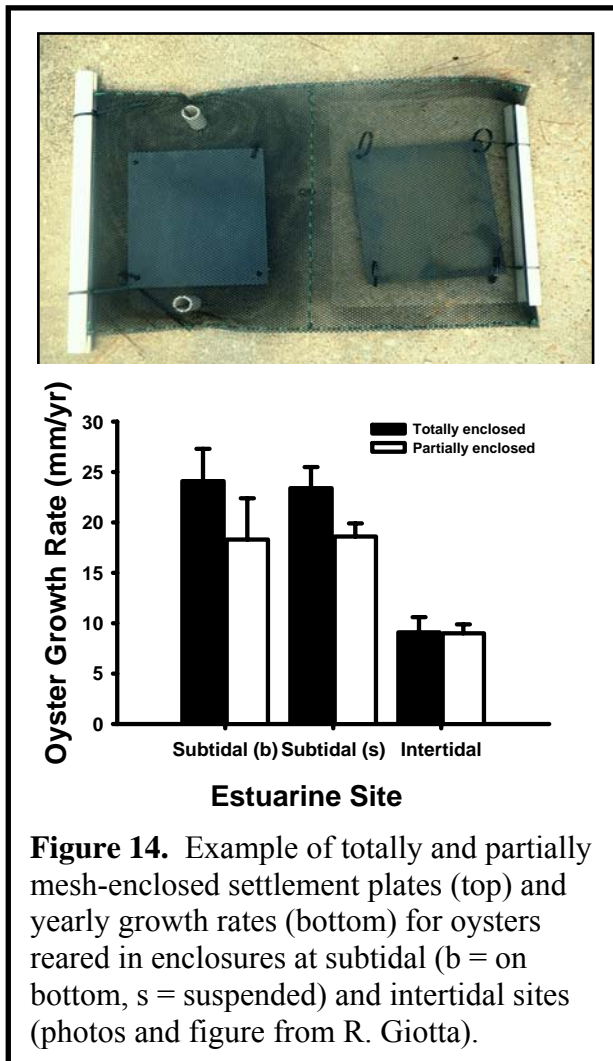 Oyster Growth Rate (mm/yr)
30
25
20
15
10
5
0
Totally enclosed
Partially enclosed
Subtidal (b) Subtidal (s) Intertidal
Estuarine Site
Figure 14. Example of totally and partially
mesh-enclosed settlement plates (top) and
yearly growth rates (bottom) for oysters
reared in enclosures at subtidal (b = on
bottom, s = suspended) and intertidal sites
(photos and figure from R. Giotta).